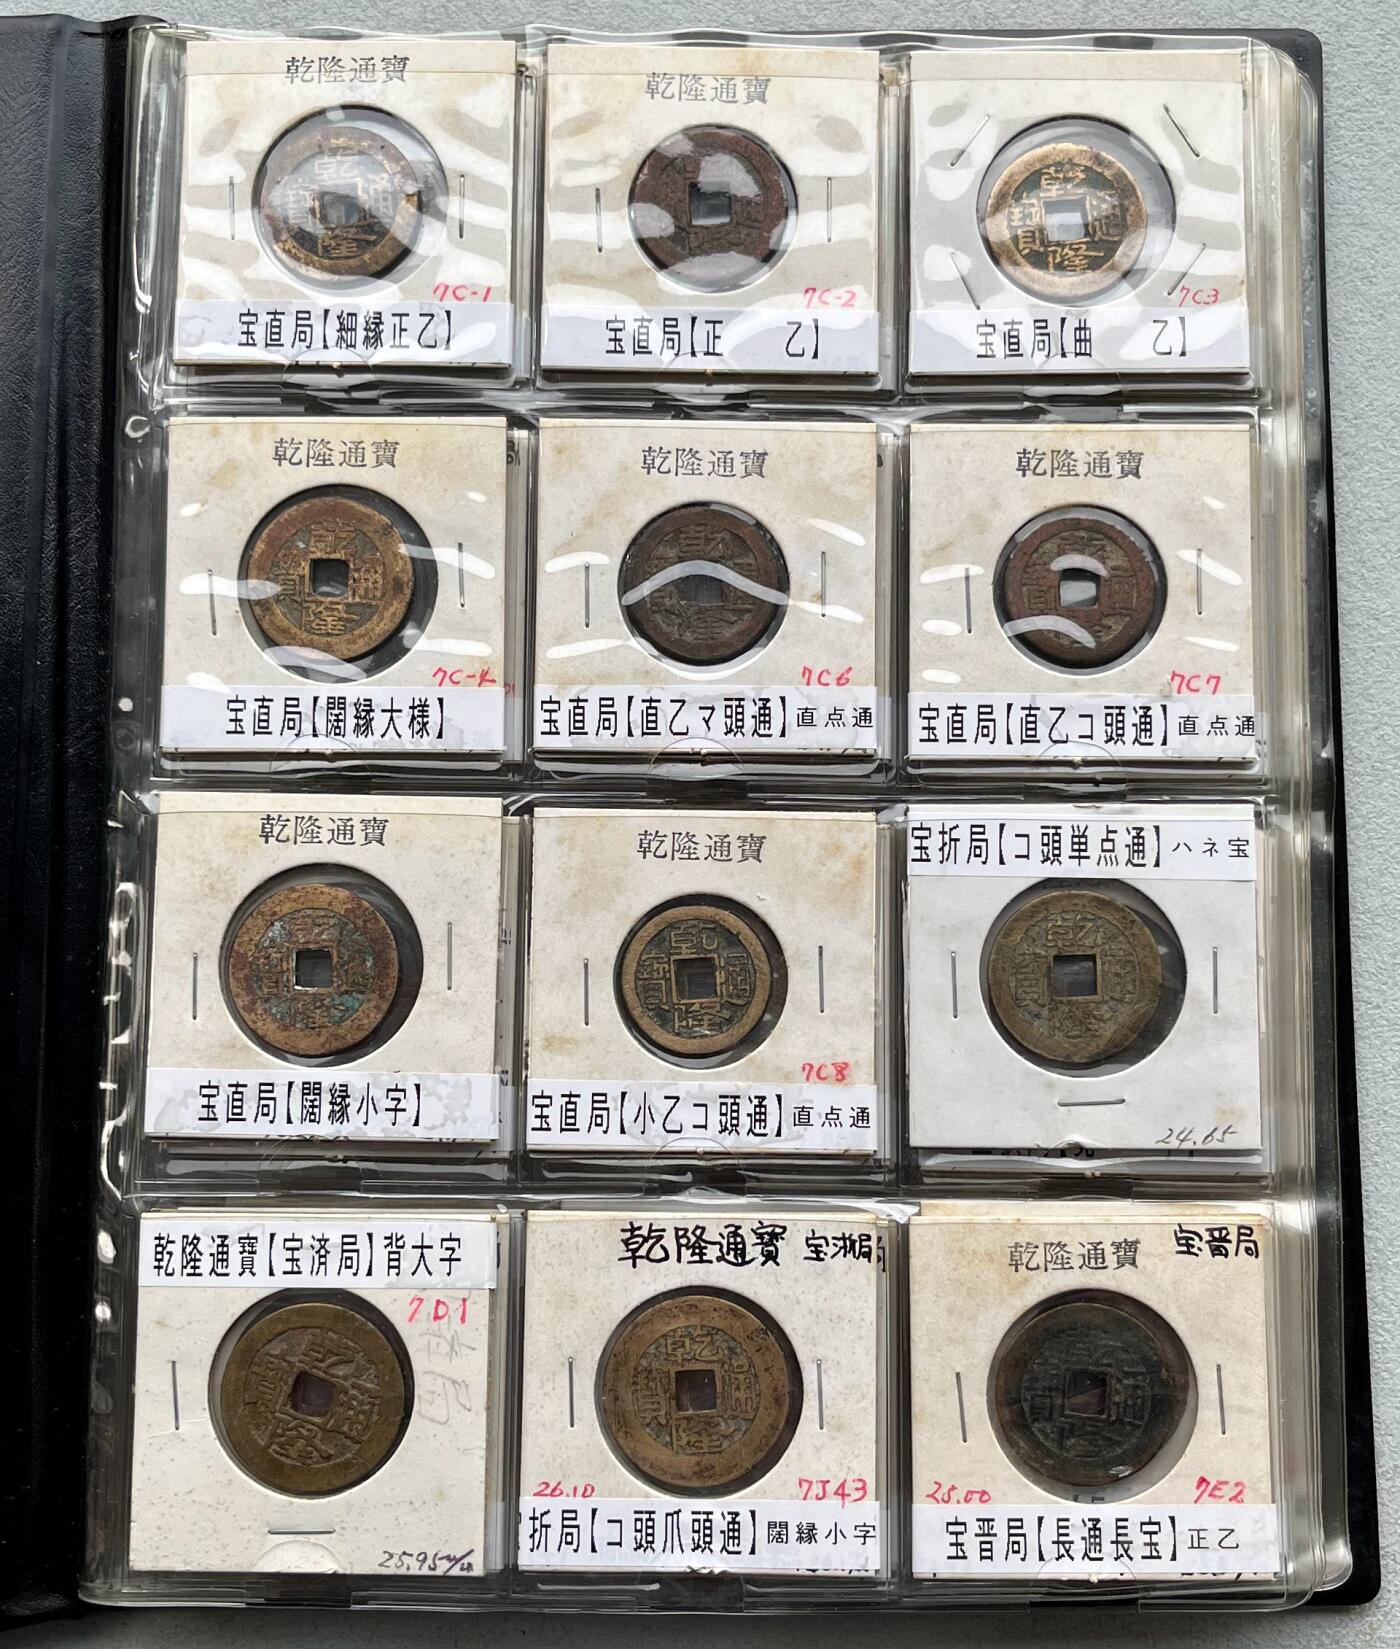 乾隆通寶
7C-1
宝直局【細縁正乙】
乾隆通寶
7C-2
宝直局【正　乙】
7C3
宝直局【曲　乙】
乾隆通寶
7C-4
宝直局【闊縁大様】
乾隆通寶
7C6
宝直局【直乙マ頭通】直点通
乾隆通寶
7C7
宝直局【直乙コ頭通】直点通
乾隆通寶
宝直局【闊縁小字】
乾隆通寶
7C8
宝直局【小乙コ頭通】直点通
宝折局【コ頭単点通】ハネ宝
24.65
乾隆通寶【宝済局】背大字
7D1
25.95
乾隆通寶 宝浙局
26.10 7J43
折局【コ頭爪頭通】闊縁小字
乾隆通寶 宝晋局
25.00 7E2
宝晋局【長通長宝】正乙